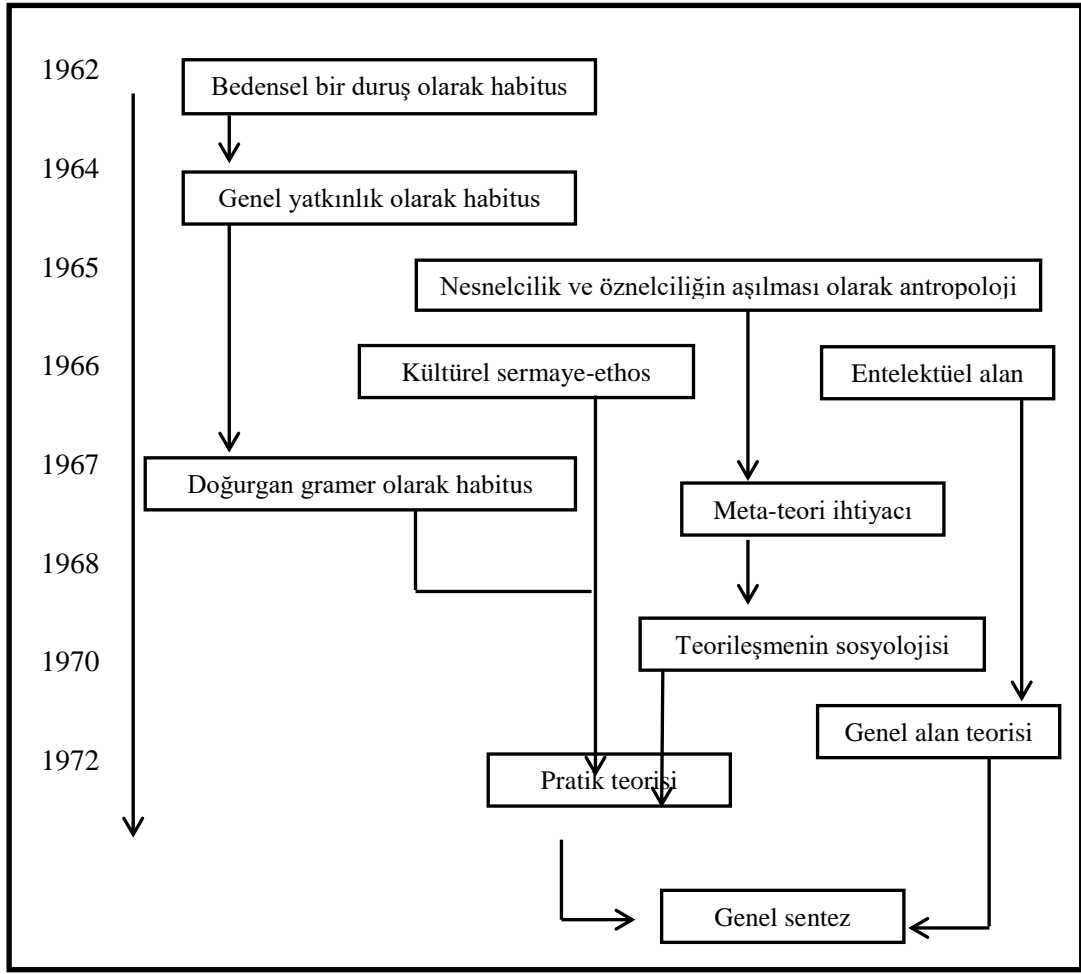 1962
Bedensel bir duruş olarak habitus
1964
Genel yatkınlık olarak habitus
1965
Nesnelcilik ve öznelciliğin aşılması olarak antropoloji
1966
Kültürel sermaye-ethos
Entelektüel alan
1967
Doğurgan gramer olarak habitus
Meta-teori ihtiyacı
1968
Teorileşmenin sosyolojisi
1970
Genel alan teorisi
1972
Pratik teorisi
Genel sentez